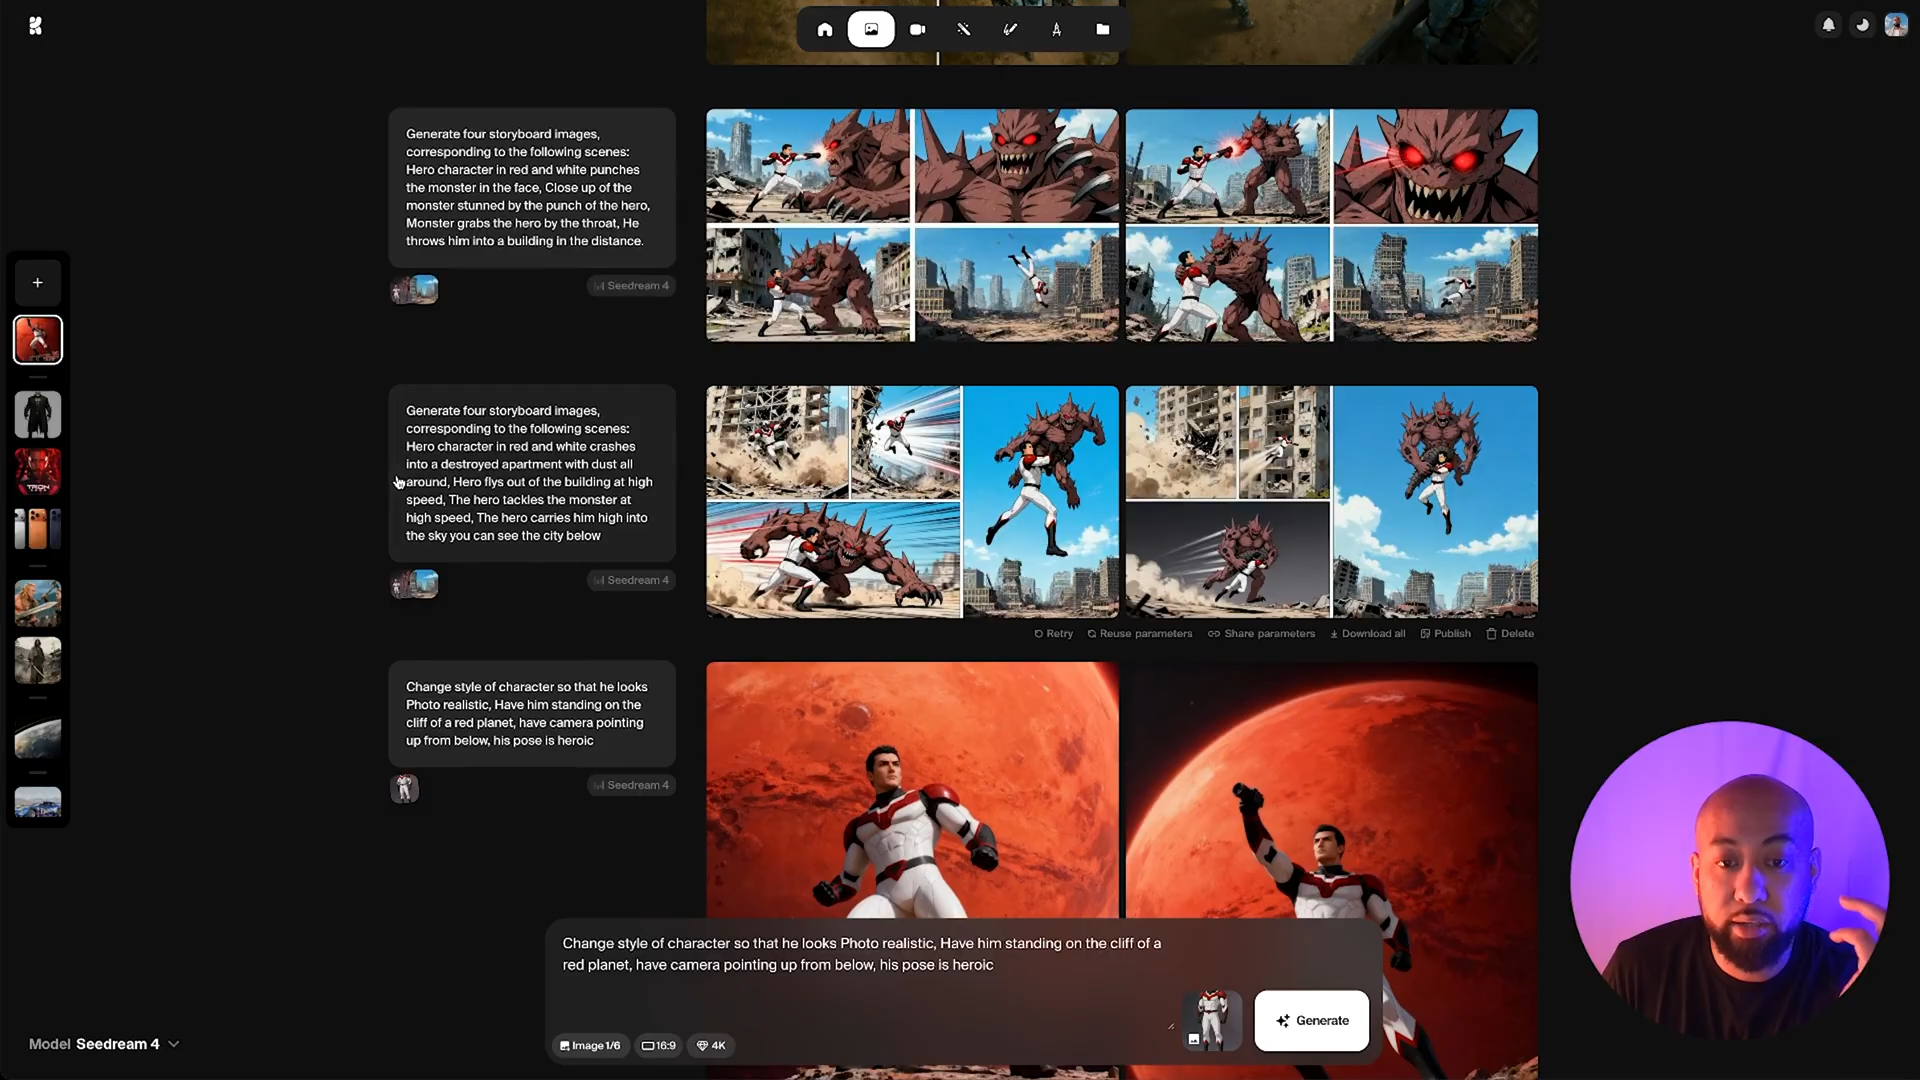 Generate four storyboard images,
corresponding to the following scenes:
Hero character in red and white punches
the monster in the face, Close up of the
monster stunned by the punch of the hero,
Monster grabs the hero by the throat, He
throws him into a building in the distance.
Seedream 4
Generate four storyboard images,
corresponding to the following scenes:
Hero character in red and white crashes
into a destroyed apartment with dust all
around, Hero flys out of the building at high
speed, The hero tackles the monster at
high speed, The hero carries him high into
the sky you can see the city below
Seedream 4
Retry Reuse parameters Share parameters Download all Publish Delete
Change style of character so that he looks
Photo realistic, Have him standing on the
cliff of a red planet, have camera pointing
up from below, his pose is heroic
Seedream 4
Change style of character so that he looks Photo realistic, Have him standing on the cliff of a
red planet, have camera pointing up from below, his pose is heroic
Generate
Image 1/6 16:9 4K
Model Seedream 4
TRON